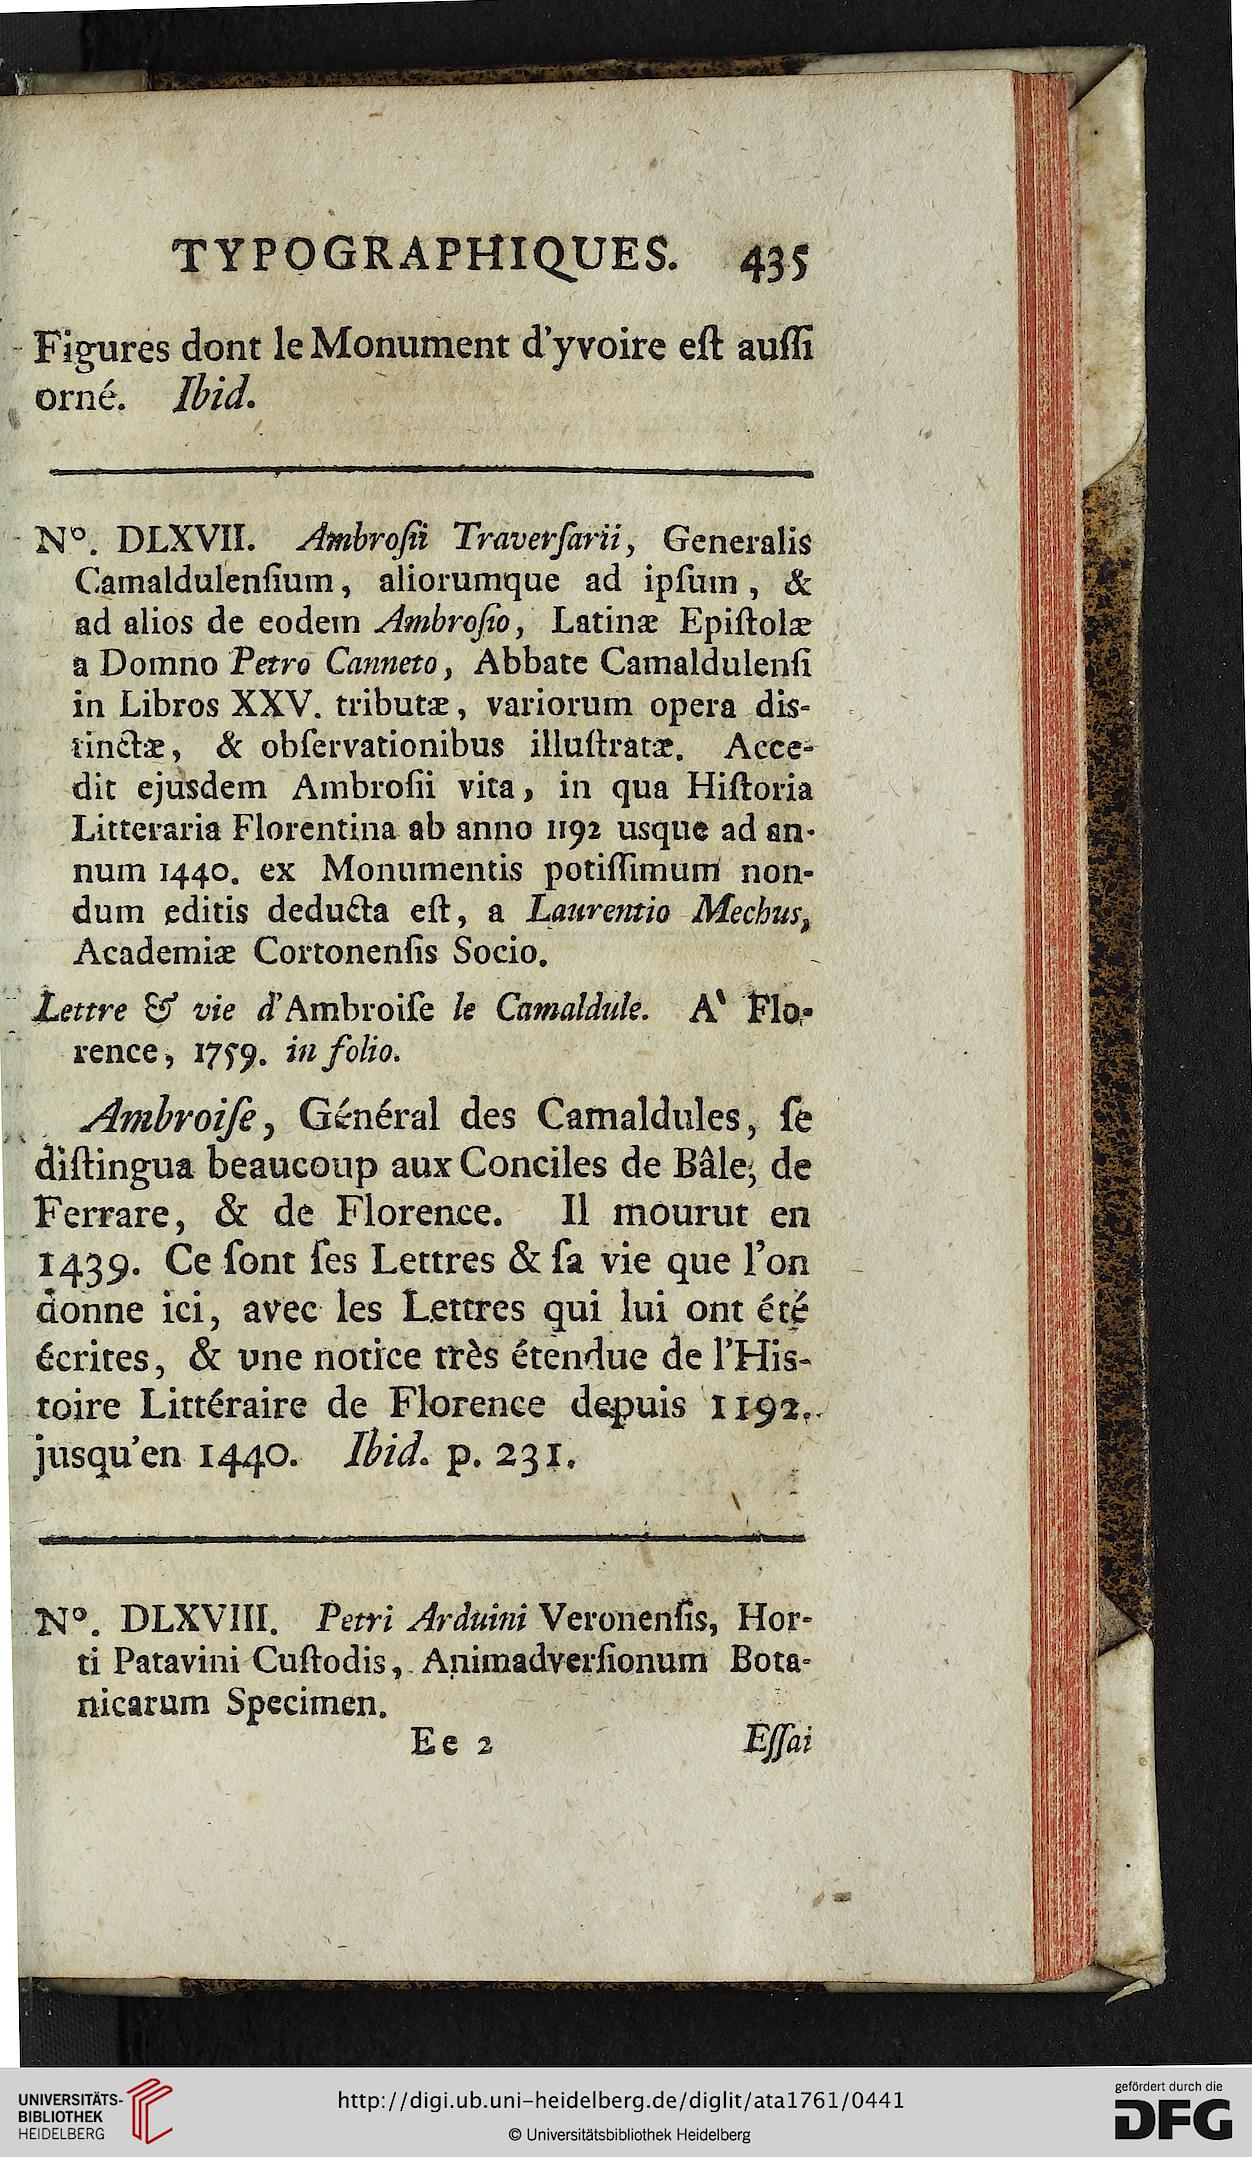 TYPOGRAPHIQUES. 435
Figures dont le Monument d'yvoire eſt auſſi
orné. Ibid.
N°. DLXVII. Ambroſii Traverſarii, Generalis
Camaldulenſium, aliorumque ad ipſum, &
ad alios de eodem Ambroſio, Latinæ Epiſtolæ
a Domno Petro Canneto, Abbate Camaldulenſi
in Libros XXV. tributæ, variorum opera dis-
tinctæ, & obſervationibus illuſtratæ. Acce-
dit ejusdem Ambroſii vita, in qua Hiſtoria
Litteraria Florentina ab anno 1192 usque ad an-
num 1440. ex Monumentis potiſſimum non-
dum editis deducta eſt, a Laurentio Mechus,
Academiæ Cortonenſis Socio.
Lettre & vie d'Ambroiſe le Camaldule. A' Flo-
rence, 1759. in folio.
Ambroiſe, Général des Camaldules, ſe
diſtingua beaucoup aux Conciles de Bâle, de
Ferrare, & de Florence. Il mourut en
1439. Ce ſont ſes Lettres & ſa vie que l'on
donne ici, avec les Lettres qui lui ont été
écrites, & une notice très étendue de l'His-
toire Littéraire de Florence depuis 1192.
jusqu'en 1440. Ibid. p. 231.
N°. DLXVIII. Petri Arduini Veronenſis, Hor-
ti Patavini Cuſtodis, Animadverſionum Bota-
nicarum Specimen.
Ee 2 Eſſai
UNIVERSITÄTS-
BIBLIOTHEK
HEIDELBERG
http://digi.ub.uni-heidelberg.de/diglit/ata1761/0441
© Universitätsbibliothek Heidelberg
gefördert durch die
DFG